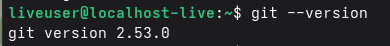 liveuser@localhost-live:~$ git --version
git version 2.53.0